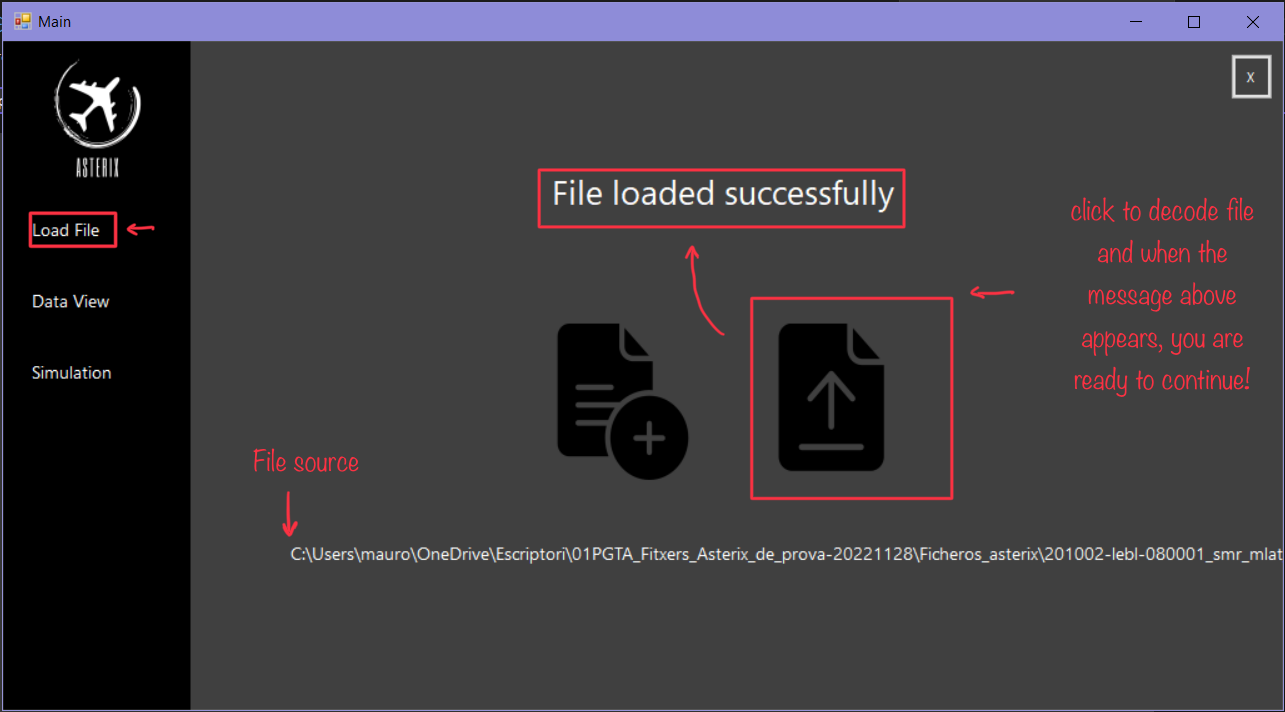 Main
x
ASTERIX
File loaded successfully
click to decode file
and when the
message above
appears, you are
ready to continue!
Load File
Data View
Simulation
File source
C:\Users\mauro\OneDrive\Escriptori\01PGTA_Fitxers_Asterix_de_prova-20221128\Ficheros_asterix\201002-lebl-080001_smr_mlat